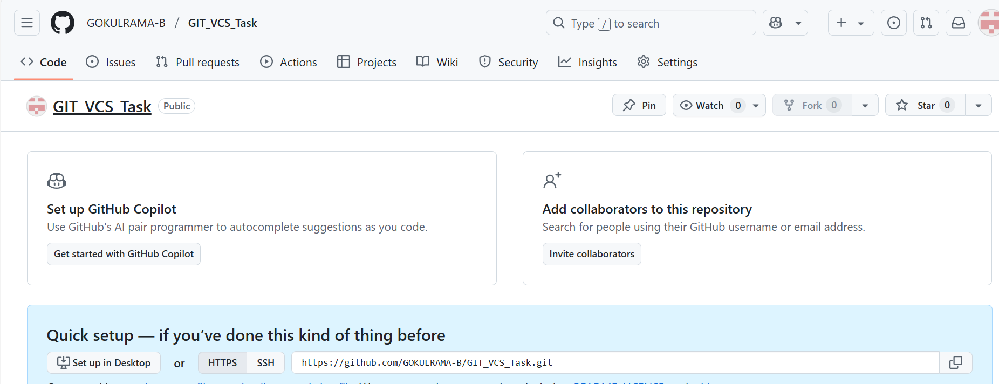 GOKULRAMA-B / GIT_VCS_Task
Type / to search
Code Issues Pull requests Actions Projects Wiki Security Insights Settings
GIT_VCS_Task Public
Pin Watch 0 Fork 0 Star 0
Set up GitHub Copilot
Use GitHub's AI pair programmer to autocomplete suggestions as you code.
Get started with GitHub Copilot
Add collaborators to this repository
Search for people using their GitHub username or email address.
Invite collaborators
Quick setup — if you’ve done this kind of thing before
Set up in Desktop or HTTPS SSH https://github.com/GOKULRAMA-B/GIT_VCS_Task.git